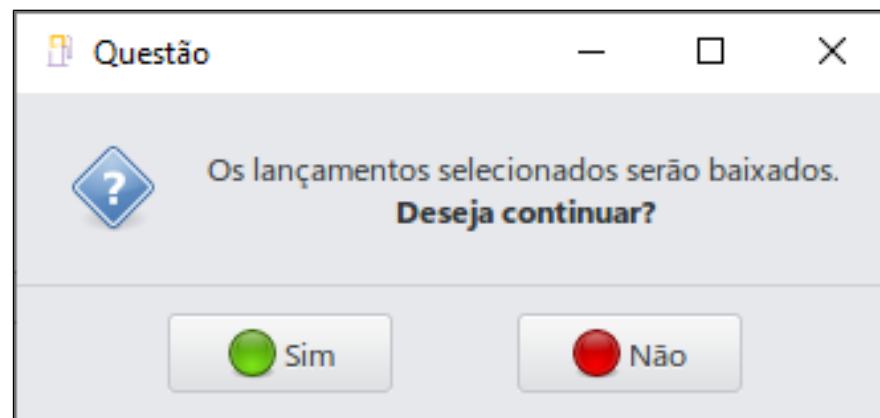 Questão
Os lançamentos selecionados serão baixados.
Deseja continuar?
Sim
Não